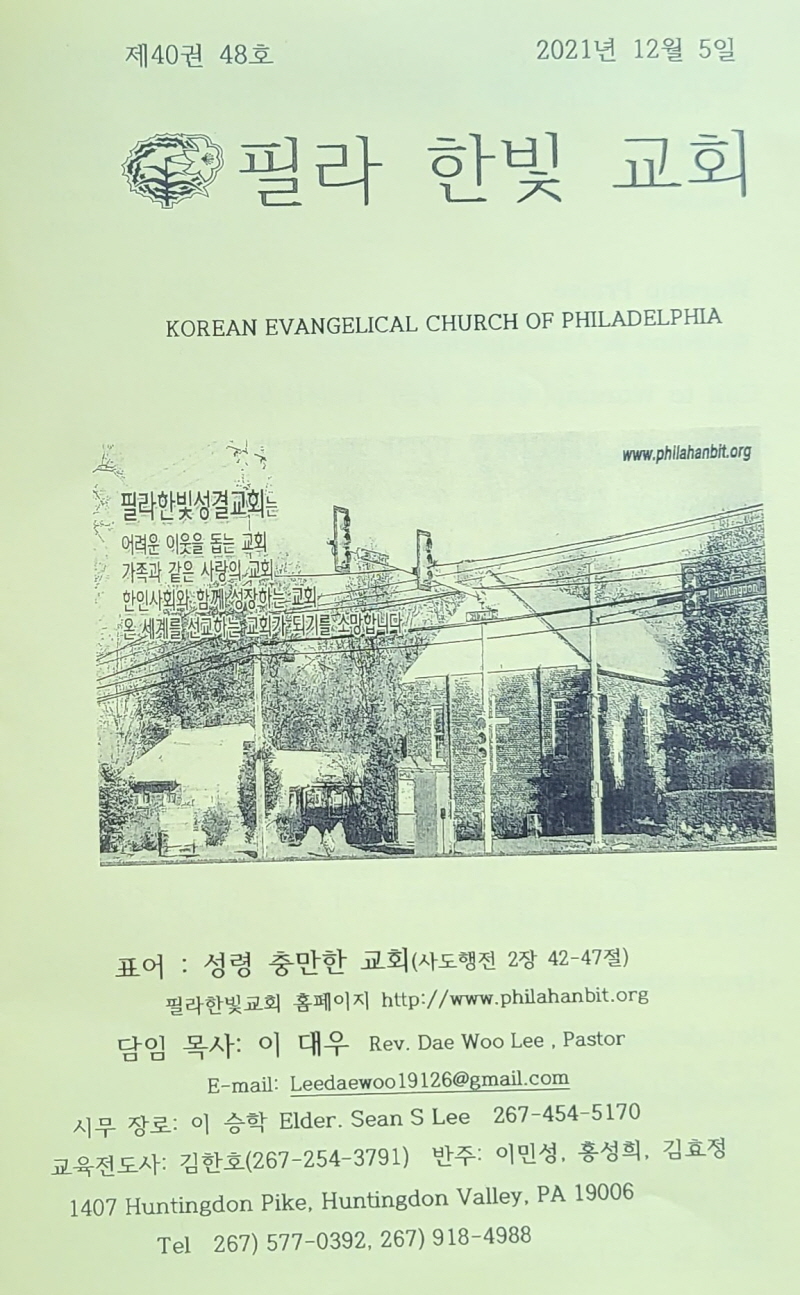 제40권 48호 2021년 12월 5일
필라 한빛 교회
KOREAN EVANGELICAL CHURCH OF PHILADELPHIA
www.philahanbit.org
필라한빛성결교회는
어려운 이웃을 돕는 교회
가족과 같은 사랑의 교회
한인사회와 함께 성장하는 교회
온 세계를 선교하는 교회가 되기를 소망합니다
Huntingdon
표어 : 성령 충만한 교회(사도행전 2장 42-47절)
필라한빛교회 홈페이지 http://www.philahanbit.org
담임 목사: 이 대우 Rev. Dae Woo Lee , Pastor
E-mail: Leedaewoo19126@gmail.com
시무 장로: 이 승학 Elder. Sean S Lee 267-454-5170
교육전도사: 김한호(267-254-3791) 반주: 이민성, 홍성희, 김효정
1407 Huntingdon Pike, Huntingdon Valley, PA 19006
Tel 267) 577-0392, 267) 918-4988